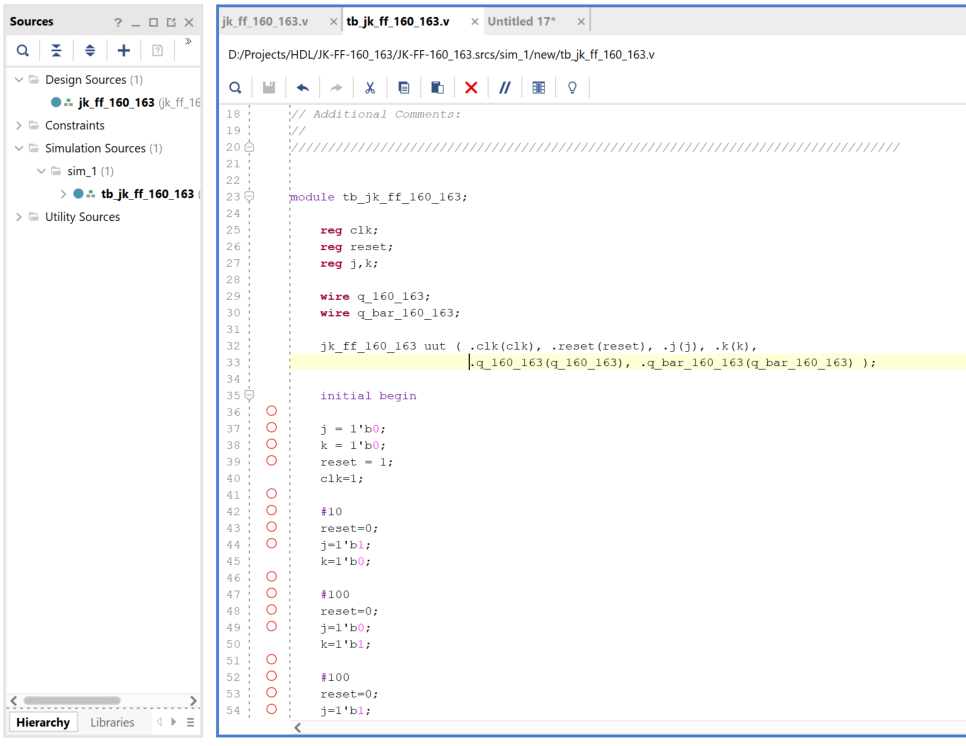 Sources ? _
Design Sources (1)
jk_ff_160_163 (jk_ff_16
Constraints
Simulation Sources (1)
sim_1 (1)
tb_jk_ff_160_163 (
Utility Sources
Hierarchy Libraries
jk_ff_160_163.v × tb_jk_ff_160_163.v × Untitled 17* ×
D:/Projects/HDL/JK-FF-160_163/JK-FF-160_163.srcs/sim_1/new/tb_jk_ff_160_163.v
18 // Additional Comments:
19 //
20 //////////////////////////////////////////////////////////////////////////////////
21
22
23 module tb_jk_ff_160_163;
24
25 reg clk;
26 reg reset;
27 reg j,k;
28
29 wire q_160_163;
30 wire q_bar_160_163;
31
32 jk_ff_160_163 uut ( .clk(clk), .reset(reset), .j(j), .k(k),
33 .q_160_163(q_160_163), .q_bar_160_163(q_bar_160_163) );
34
35 initial begin
36
37 j = 1'b0;
38 k = 1'b0;
39 reset = 1;
40 clk=1;
41
42 #10
43 reset=0;
44 j=1'b1;
45 k=1'b0;
46
47 #100
48 reset=0;
49 j=1'b0;
50 k=1'b1;
51
52 #100
53 reset=0;
54 j=1'b1;